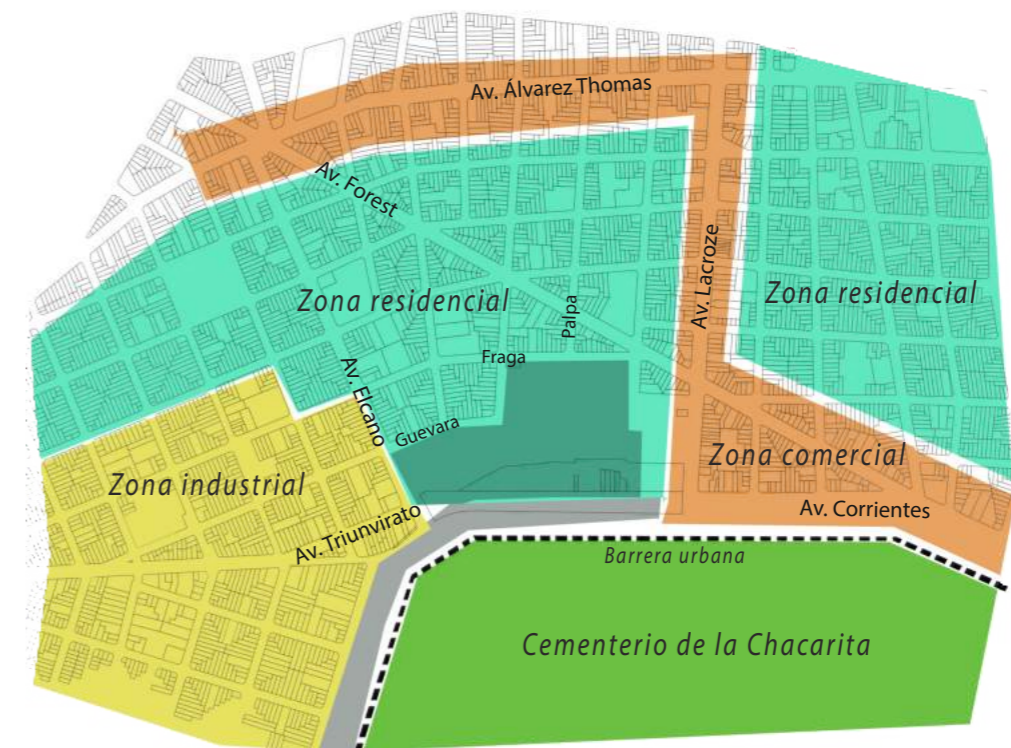 Av. Álvarez Thomas
Av. Forest
Av. Lacroze
Zona residencial
Zona residencial
Palpa
Fraga
Av. Elcano
Guevara
Zona comercial
Zona industrial
Av. Corrientes
Av. Triunvirato
Barrera urbana
Cementerio de la Chacarita